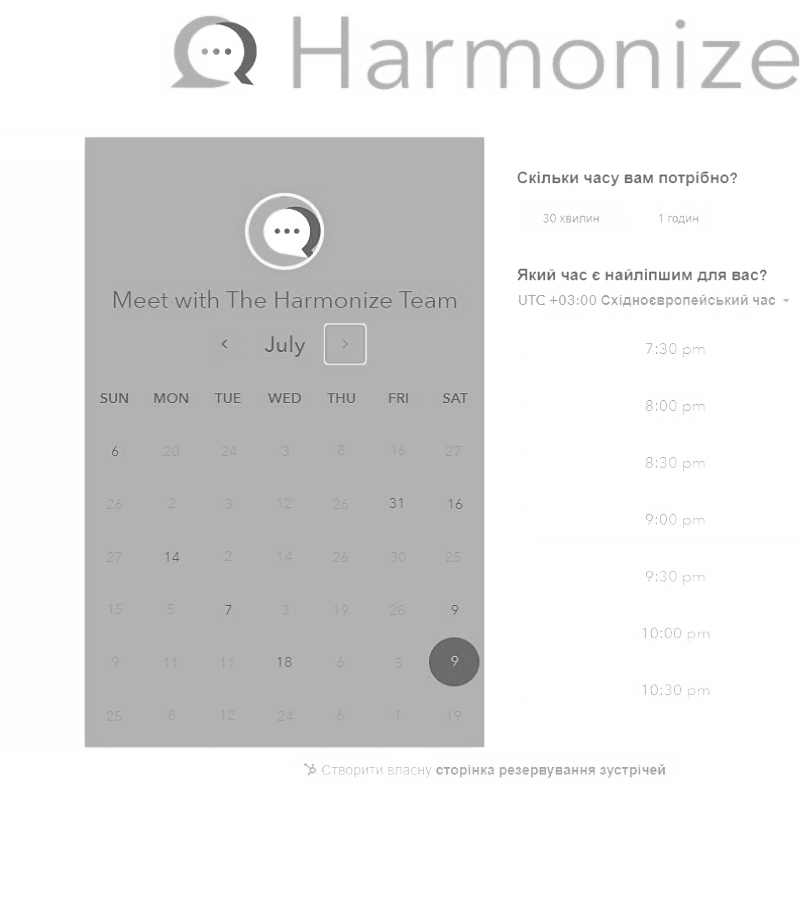 Harmonize
Meet with The Harmonize Team
July
SUN MON TUE WED THU FRI SAT
6 20 24 3 8 16 27
26 2 3 12 26 31 16
27 14 2 14 26 30 25
15 5 7 3 19 28 9
9 11 11 18 6 3 9
25 8 12 24 6 1 19
Скільки часу вам потрібно?
30 хвилин 1 годин
Який час є найліпшим для вас?
UTC +03:00 Східноєвропейський час
7:30 pm
8:00 pm
8:30 pm
9:00 pm
9:30 pm
10:00 pm
10:30 pm
Створити власну сторінка резервування зустрічей